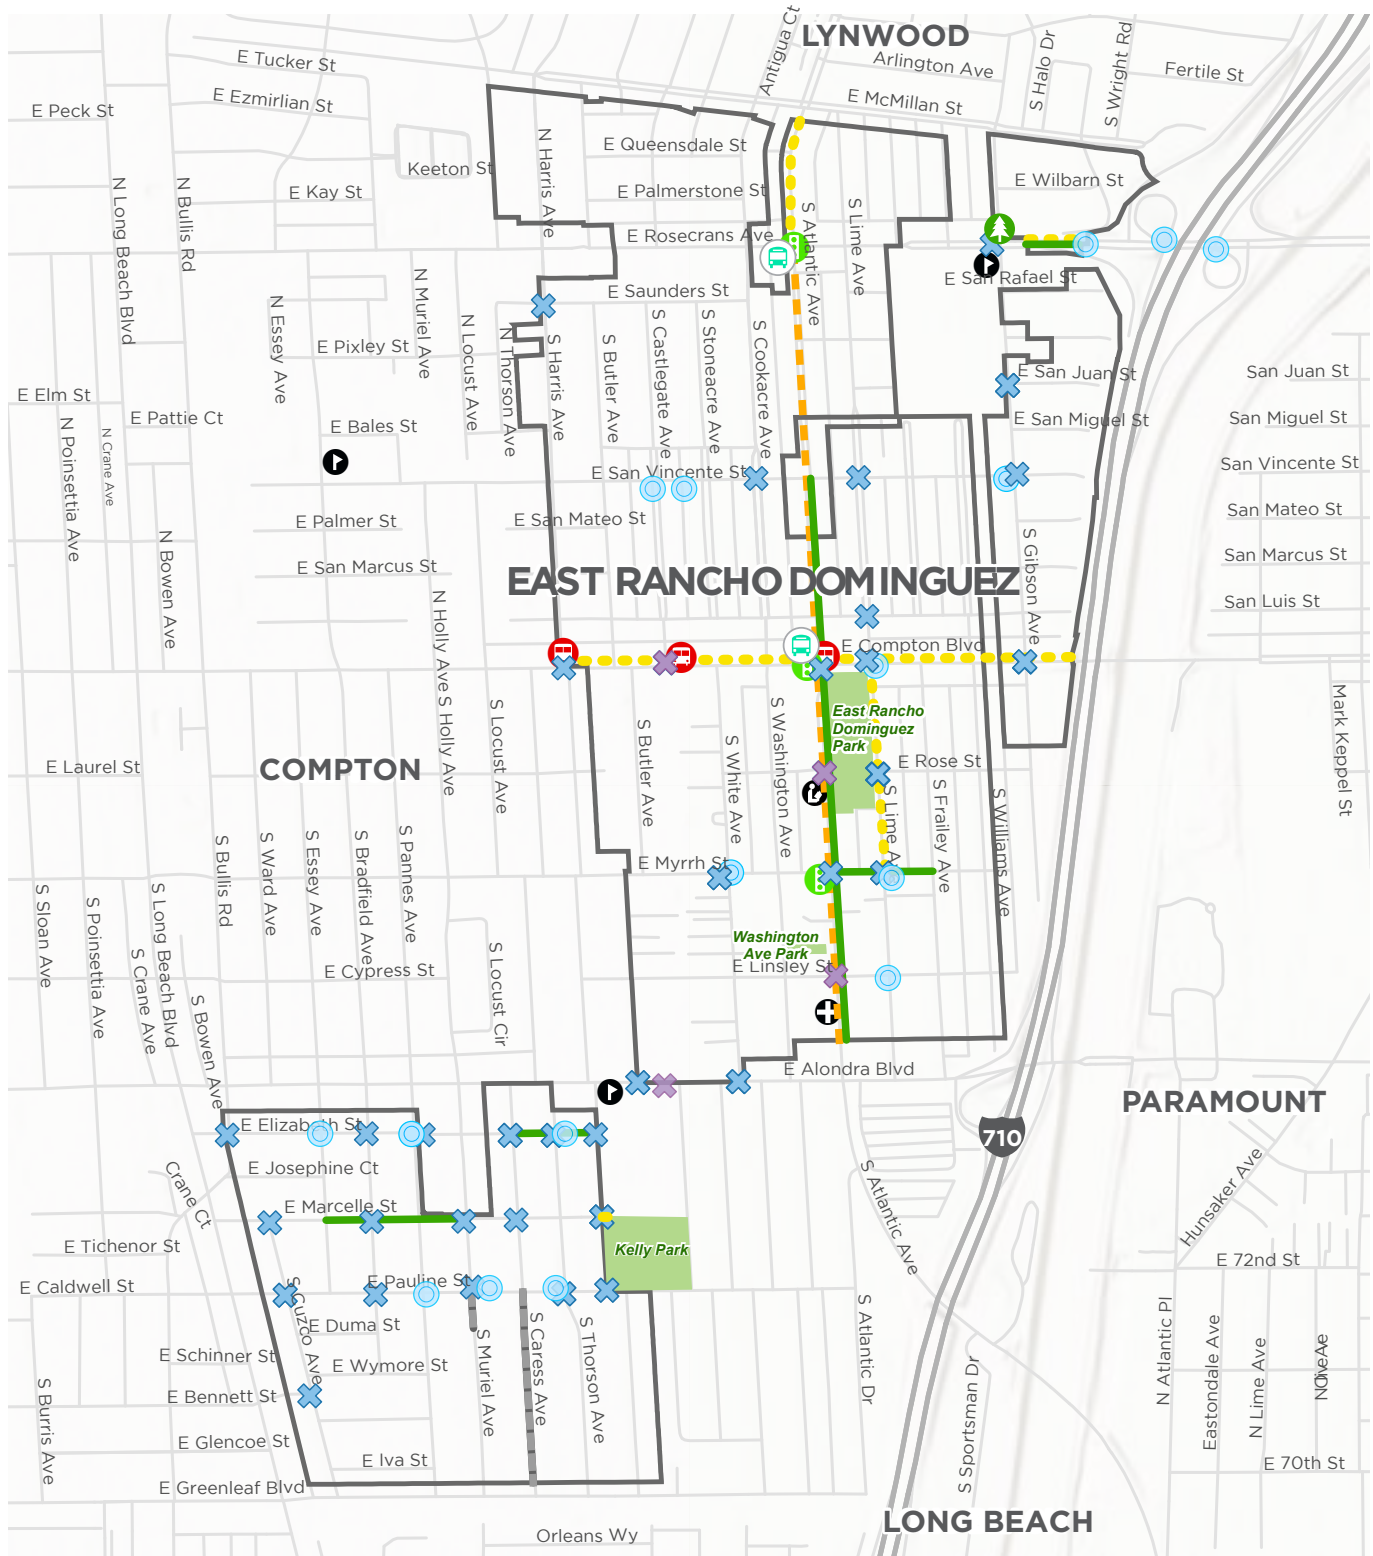 LYNWOOD
Antigua Ct
E Tucker St
Arlington Ave
S Halo Dr
S Wright Rd
Fertile St
E Ezmirlian St
E McMillan St
E Peck St
N Harris Ave
E Queensdale St
Keeton St
E Kay St
E Palmerstone St
E Wilbarn St
N Long Beach Blvd
N Bullis Rd
S Atlantic Ave
S Lime Ave
E Rosecrans Ave
E San Rafael St
E Saunders St
N Essey Ave
N Muriel Ave
N Locust Ave
N Thorson Ave
S Harris Ave
S Butler Ave
S Castlegate Ave
S Stoneacre Ave
S Cookacre Ave
E Pixley St
E San Juan St
San Juan St
E Elm St
N Poinsettia Ave
N Crane Ave
E Pattie Ct
E Bales St
E San Miguel St
San Miguel St
E San Vincente St
San Vincente St
E Palmer St
E San Mateo St
San Mateo St
N Bowen Ave
E San Marcus St
San Marcus St
S Gibson Ave
EAST RANCHO DOMINGUEZ
N Holly Ave
San Luis St
E Compton Blvd
S Holly Ave
S Locust Ave
S Butler Ave
S White Ave
S Washington Ave
East Rancho
Dominguez
Park
Mark Keppel St
E Laurel St
COMPTON
E Rose St
S Lime A
S Frailey Ave
S Williams Ave
S Bullis Rd
S Ward Ave
S Essey Ave
S Bradfield Ave
S Pannes Ave
E Myrrh St
S Sloan Ave
S Poinsettia Ave
S Crane Ave
S Long Beach Blvd
S Bowen Ave
S Locust Cir
Washington
Ave Park
E Cypress St
E Linsley St
E Alondra Blvd
PARAMOUNT
E Elizabeth St
710
Crane Ct
E Josephine Ct
S Atlantic Ave
Hunsaker Ave
E Marcelle St
E Tichenor St
Kelly Park
E 72nd St
E Caldwell St
S Cuzco Ave
E Pauline St
E Duma St
S Muriel Ave
S Caress Ave
S Thorson Ave
S Atlantic Dr
N Atlantic Pl
Eastondale Ave
N Lime Ave
E Schinner St
E Wymore St
S Sportsman Dr
S Burris Ave
E Bennett St
E Glencoe St
E Iva St
E 70th St
E Greenleaf Blvd
LONG BEACH
Orleans Wy